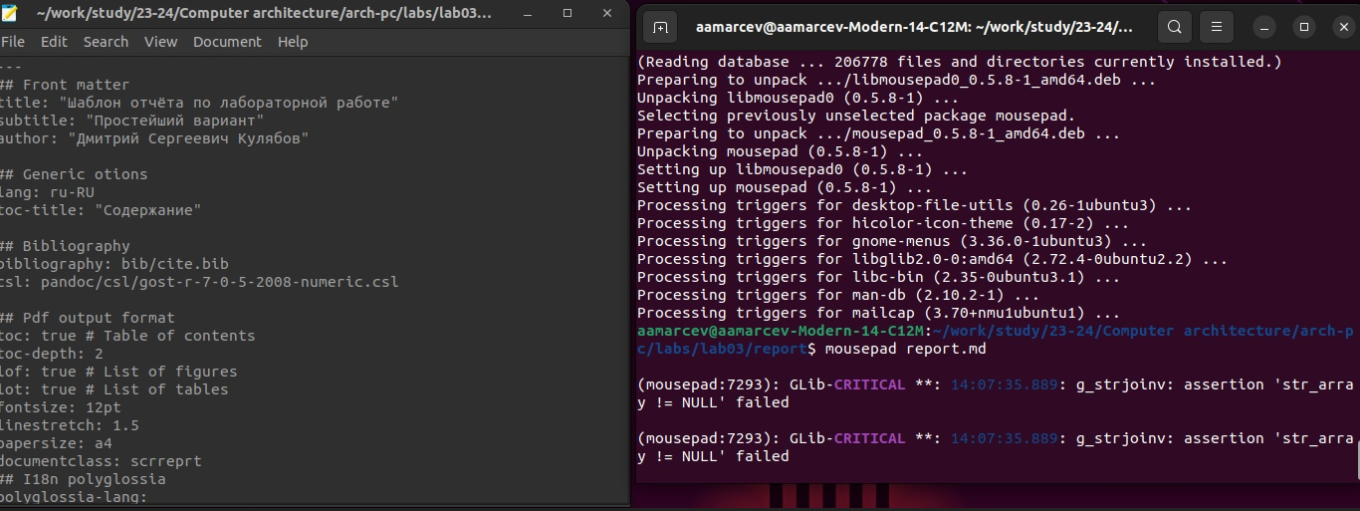 ~/work/study/23-24/Computer architecture/arch-pc/labs/lab03...
File Edit Search View Document Help
---
## Front matter
title: "Шаблон отчёта по лабораторной работе"
subtitle: "Простейший вариант"
author: "Дмитрий Сергеевич Кулябов"
## Generic otions
lang: ru-RU
toc-title: "Содержание"
## Bibliography
bibliography: bib/cite.bib
csl: pandoc/csl/gost-r-7-0-5-2008-numeric.csl
## Pdf output format
toc: true # Table of contents
toc-depth: 2
lof: true # List of figures
lot: true # List of tables
fontsize: 12pt
linestretch: 1.5
papersize: a4
documentclass: scrreprt
## I18n polyglossia
polyglossia-lang:
aamarcev@aamarcev-Modern-14-C12M: ~/work/study/23-24/...
(Reading database ... 206778 files and directories currently installed.)
Preparing to unpack .../libmousepad0_0.5.8-1_amd64.deb ...
Unpacking libmousepad0 (0.5.8-1) ...
Selecting previously unselected package mousepad.
Preparing to unpack .../mousepad_0.5.8-1_amd64.deb ...
Unpacking mousepad (0.5.8-1) ...
Setting up libmousepad0 (0.5.8-1) ...
Setting up mousepad (0.5.8-1) ...
Processing triggers for desktop-file-utils (0.26-1ubuntu3) ...
Processing triggers for hicolor-icon-theme (0.17-2) ...
Processing triggers for gnome-menus (3.36.0-1ubuntu3) ...
Processing triggers for libglib2.0-0:amd64 (2.72.4-0ubuntu2.2) ...
Processing triggers for libc-bin (2.35-0ubuntu3.1) ...
Processing triggers for man-db (2.10.2-1) ...
Processing triggers for mailcap (3.70+nmu1ubuntu1) ...
aamarcev@aamarcev-Modern-14-C12M:~/work/study/23-24/Computer architecture/arch-p
c/labs/lab03/report$ mousepad report.md
(mousepad:7293): GLib-CRITICAL **: 14:07:35.889: g_strjoinv: assertion 'str_arra
y != NULL' failed
(mousepad:7293): GLib-CRITICAL **: 14:07:35.889: g_strjoinv: assertion 'str_arra
y != NULL' failed